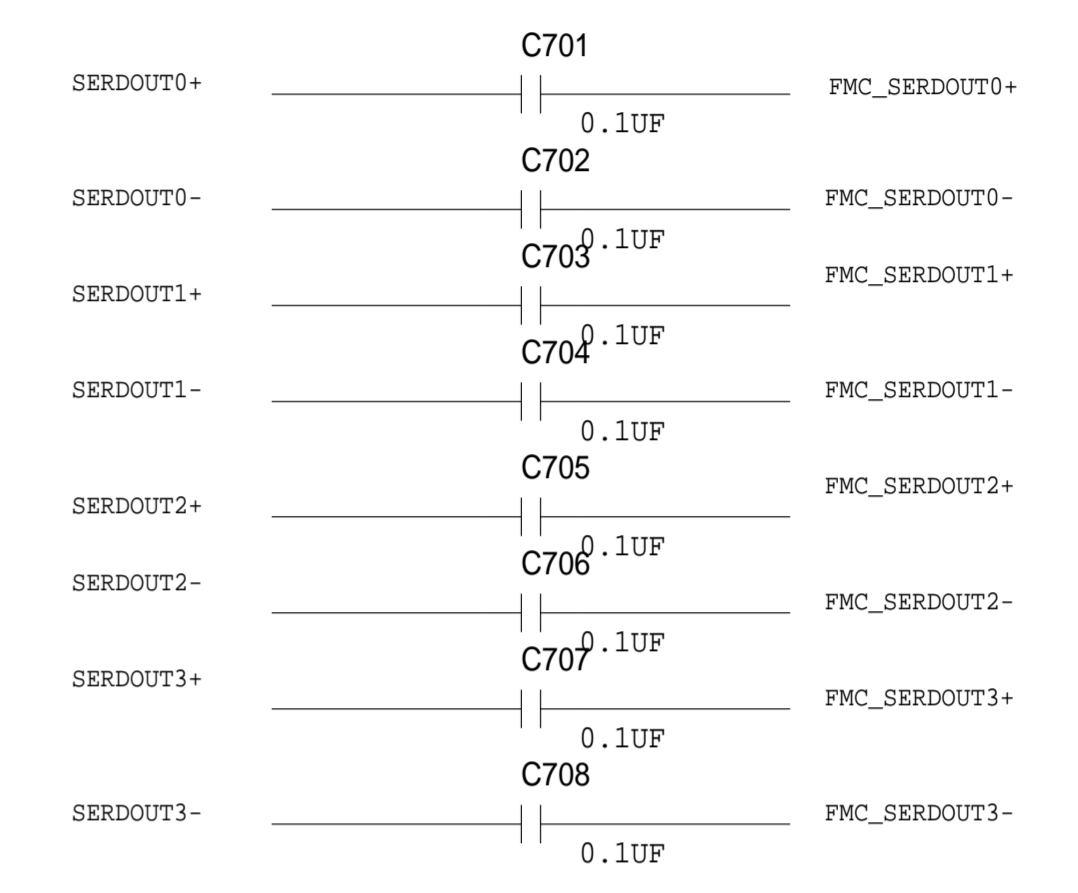 C701
SERDOUT0+ FMC_SERDOUT0+
0.1UF
C702
SERDOUT0- FMC_SERDOUT0-
0.1UF
C703
SERDOUT1+ FMC_SERDOUT1+
0.1UF
C704
SERDOUT1- FMC_SERDOUT1-
0.1UF
C705
SERDOUT2+ FMC_SERDOUT2+
0.1UF
C706
SERDOUT2- FMC_SERDOUT2-
0.1UF
C707
SERDOUT3+ FMC_SERDOUT3+
0.1UF
C708
SERDOUT3- FMC_SERDOUT3-
0.1UF